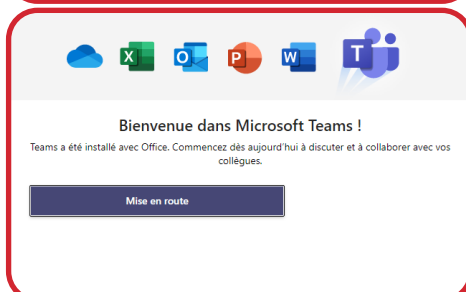 X O P W T
Bienvenue dans Microsoft Teams !
Teams a été installé avec Office. Commencez dès aujourd'hui à discuter et à collaborer avec vos
collègues.
Mise en route